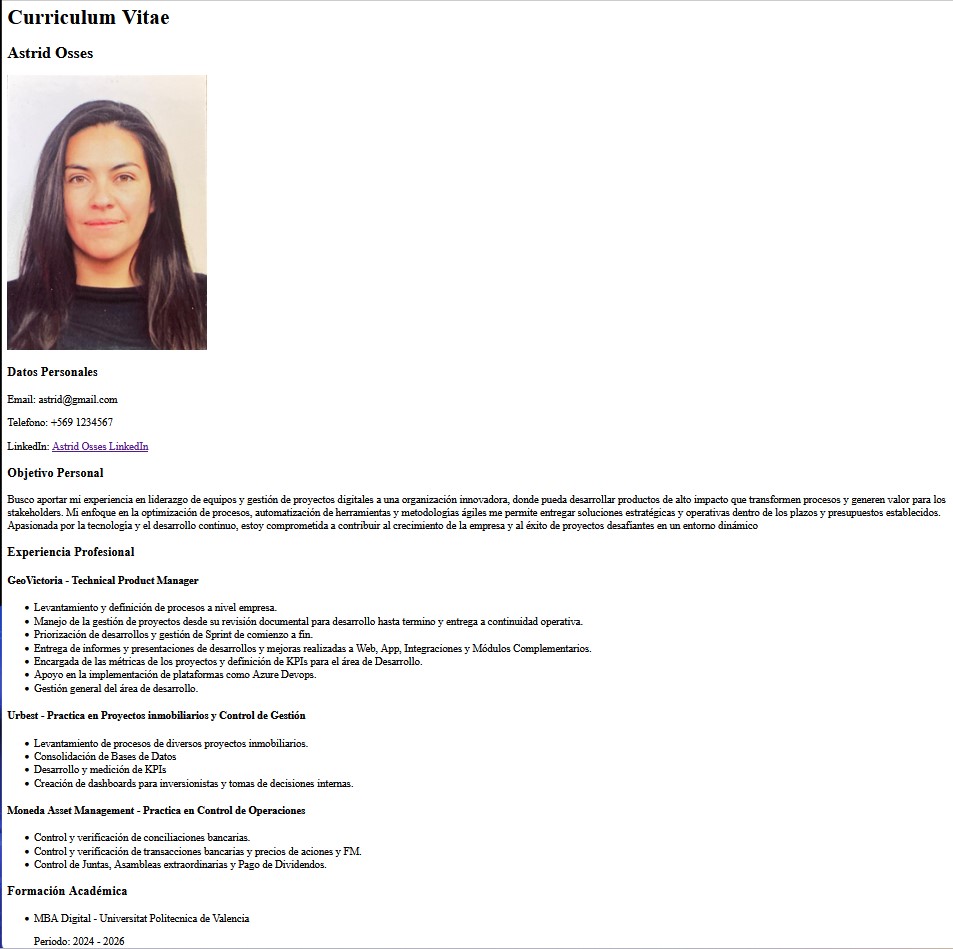 Curriculum Vitae
Astrid Osses
Datos Personales
Email: astrid@gmail.com
Telefono: +569 1234567
LinkedIn: Astrid Osses LinkedIn
Objetivo Personal
Busco aportar mi experiencia en liderazgo de equipos y gestión de proyectos digitales a una organización innovadora, donde pueda desarrollar productos de alto impacto que transformen procesos y generen valor para los
stakeholders. Mi enfoque en la optimización de procesos, automatización de herramientas y metodologías ágiles me permite entregar soluciones estratégicas y operativas dentro de los plazos y presupuestos establecidos.
Apasionada por la tecnología y el desarrollo continuo, estoy comprometida a contribuir al crecimiento de la empresa y al éxito de proyectos desafiantes en un entorno dinámico
Experiencia Profesional
GeoVictoria - Technical Product Manager
• Levantamiento y definición de procesos a nivel empresa.
• Manejo de la gestión de proyectos desde su revisión documental para desarrollo hasta termino y entrega a continuidad operativa.
• Priorización de desarrollos y gestión de Sprint de comienzo a fin.
• Entrega de informes y presentaciones de desarrollos y mejoras realizadas a Web, App, Integraciones y Módulos Complementarios.
• Encargada de las métricas de los proyectos y definición de KPIs para el área de Desarrollo.
• Apoyo en la implementación de plataformas como Azure Devops.
• Gestión general del área de desarrollo.
Urbest - Practica en Proyectos inmobiliarios y Control de Gestión
• Levantamiento de procesos de diversos proyectos inmobiliarios.
• Consolidación de Bases de Datos
• Desarrollo y medición de KPIs
• Creación de dashboards para inversionistas y tomas de decisiones internas.
Moneda Asset Management - Practica en Control de Operaciones
• Control y verificación de conciliaciones bancarias.
• Control y verificación de transacciones bancarias y precios de aciones y FM.
• Control de Juntas, Asambleas extraordinarias y Pago de Dividendos.
Formación Académica
• MBA Digital - Universitat Politecnica de Valencia
Periodo: 2024 - 2026